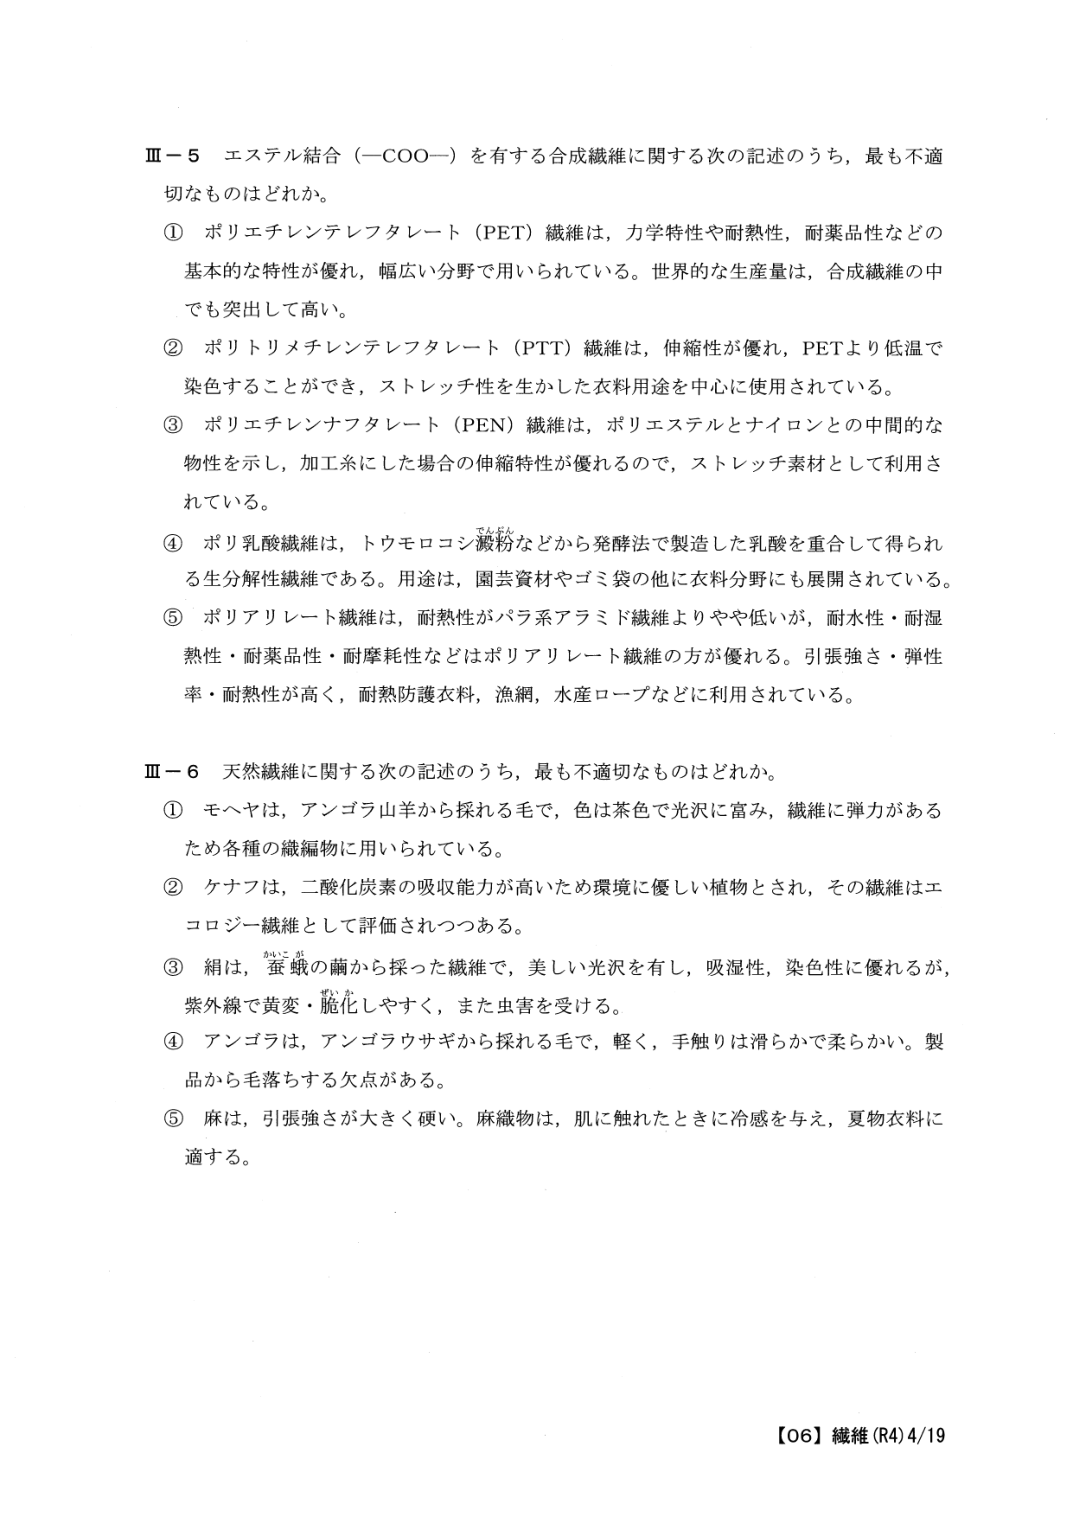 Ⅲ－５　エステル結合（―COO―）を有する合成繊維に関する次の記述のうち，最も不適
切なものはどれか。
①　ポリエチレンテレフタレート（PET）繊維は，力学特性や耐熱性，耐薬品性などの
基本的な特性が優れ，幅広い分野で用いられている。世界的な生産量は，合成繊維の中
でも突出して高い。
②　ポリトリメチレンテレフタレート（PTT）繊維は，伸縮性が優れ，PETより低温で
染色することができ，ストレッチ性を生かした衣料用途を中心に使用されている。
③　ポリエチレンナフタレート（PEN）繊維は，ポリエステルとナイロンとの中間的な
物性を示し，加工糸にした場合の伸縮特性が優れるので，ストレッチ素材として利用さ
れている。
でんぷん
④　ポリ乳酸繊維は，トウモロコシ澱粉などから発酵法で製造した乳酸を重合して得られ
る生分解性繊維である。用途は，園芸資材やゴミ袋の他に衣料分野にも展開されている。
⑤　ポリアリレート繊維は，耐熱性がパラ系アラミド繊維よりやや低いが，耐水性・耐湿
熱性・耐薬品性・耐摩耗性などはポリアリレート繊維の方が優れる。引張強さ・弾性
率・耐熱性が高く，耐熱防護衣料，漁網，水産ロープなどに利用されている。
Ⅲ－６　天然繊維に関する次の記述のうち，最も不適切なものはどれか。
①　モヘヤは，アンゴラ山羊から採れる毛で，色は茶色で光沢に富み，繊維に弾力がある
ため各種の織編物に用いられている。
②　ケナフは，二酸化炭素の吸収能力が高いため環境に優しい植物とされ，その繊維はエ
コロジー繊維として評価されつつある。
かいこ が
③　絹は，蚕蛾の繭から採った繊維で，美しい光沢を有し，吸湿性，染色性に優れるが，
ぜい か
紫外線で黄変・脆化しやすく，また虫害を受ける。
④　アンゴラは，アンゴラウサギから採れる毛で，軽く，手触りは滑らかで柔らかい。製
品から毛落ちする欠点がある。
⑤　麻は，引張強さが大きく硬い。麻織物は，肌に触れたときに冷感を与え，夏物衣料に
適する。
【06】繊維(R4)4/19